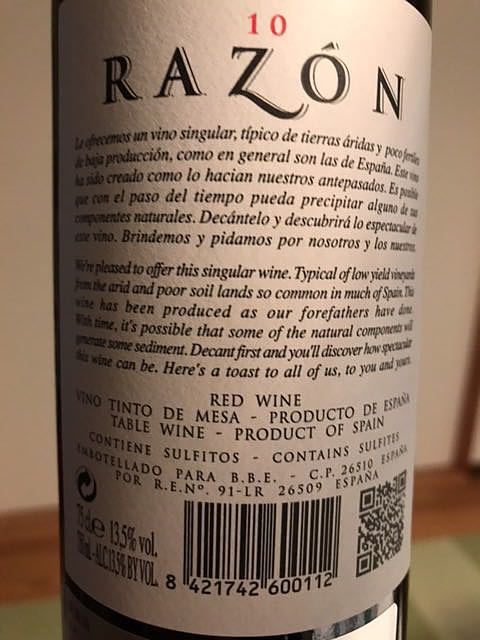 10
RAZÓN
Le ofrecemos un vino singular, típico de tierras áridas y poco fertiles
de baja producción, como en general son las de España. Este vino
ha sido creado como lo hacian nuestros antepasados. Es posible
que con el paso del tiempo pueda precipitar alguno de sus
componentes naturales. Decántelo y descubrirá lo espectacular de
este vino. Brindemos y pidamos por nosotros y los nuestros.
We're pleased to offer this singular wine. Typical of low yield vineyards
from the arid and poor soil lands so common in much of Spain. This
wine has been produced as our forefathers have done.
With time, it's possible that some of the natural components will
generate some sediment. Decant first and you'll discover how spectacular
this wine can be. Here's a toast to all of us, to you and yours.
RED WINE
VINO TINTO DE MESA - PRODUCTO DE ESPAÑA
TABLE WINE - PRODUCT OF SPAIN
CONTIENE SULFITOS - CONTAINS SULFITES
EMBOTELLADO PARA B.B.E. - C.P. 26510 ESPAÑA
POR R.E.Nº. 91-LR 26509 ESPAÑA
75 cl.e 13,5% vol.
750ml - ALC.13,5% BY VOL.
8 421742 600112